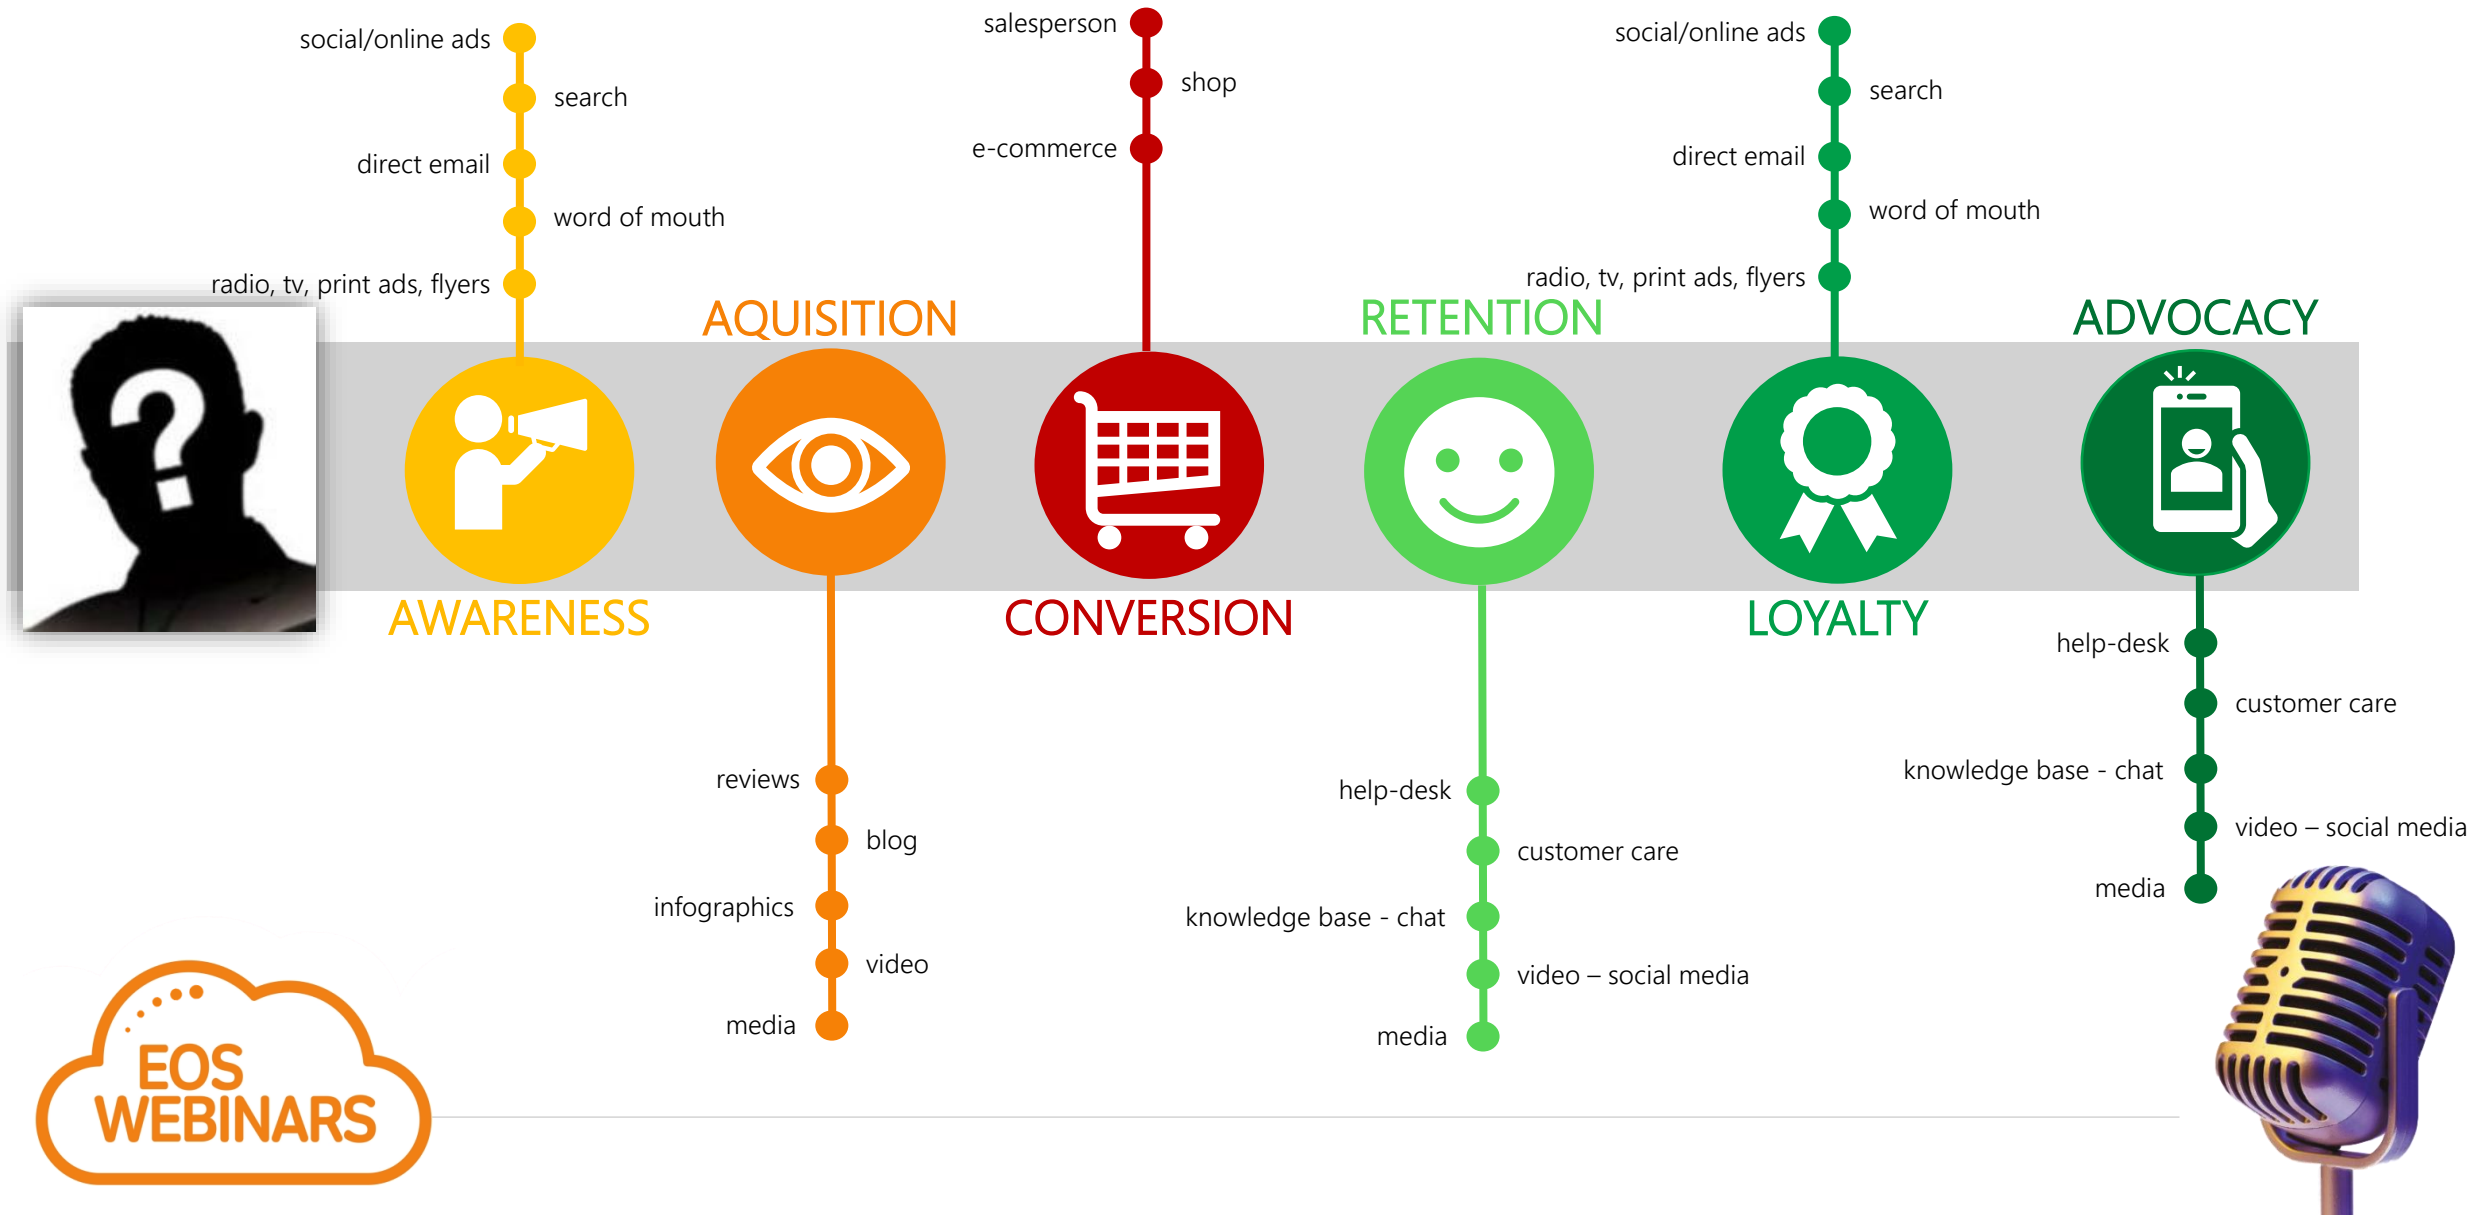 social/online ads
search
direct email
word of mouth
radio, tv, print ads, flyers
AWARENESS
AQUISITION
reviews
blog
infographics
video
media
salesperson
shop
e-commerce
CONVERSION
RETENTION
help-desk
customer care
knowledge base - chat
video – social media
media
social/online ads
search
direct email
word of mouth
radio, tv, print ads, flyers
LOYALTY
ADVOCACY
help-desk
customer care
knowledge base - chat
video – social media
media
?
EOS
WEBINARS